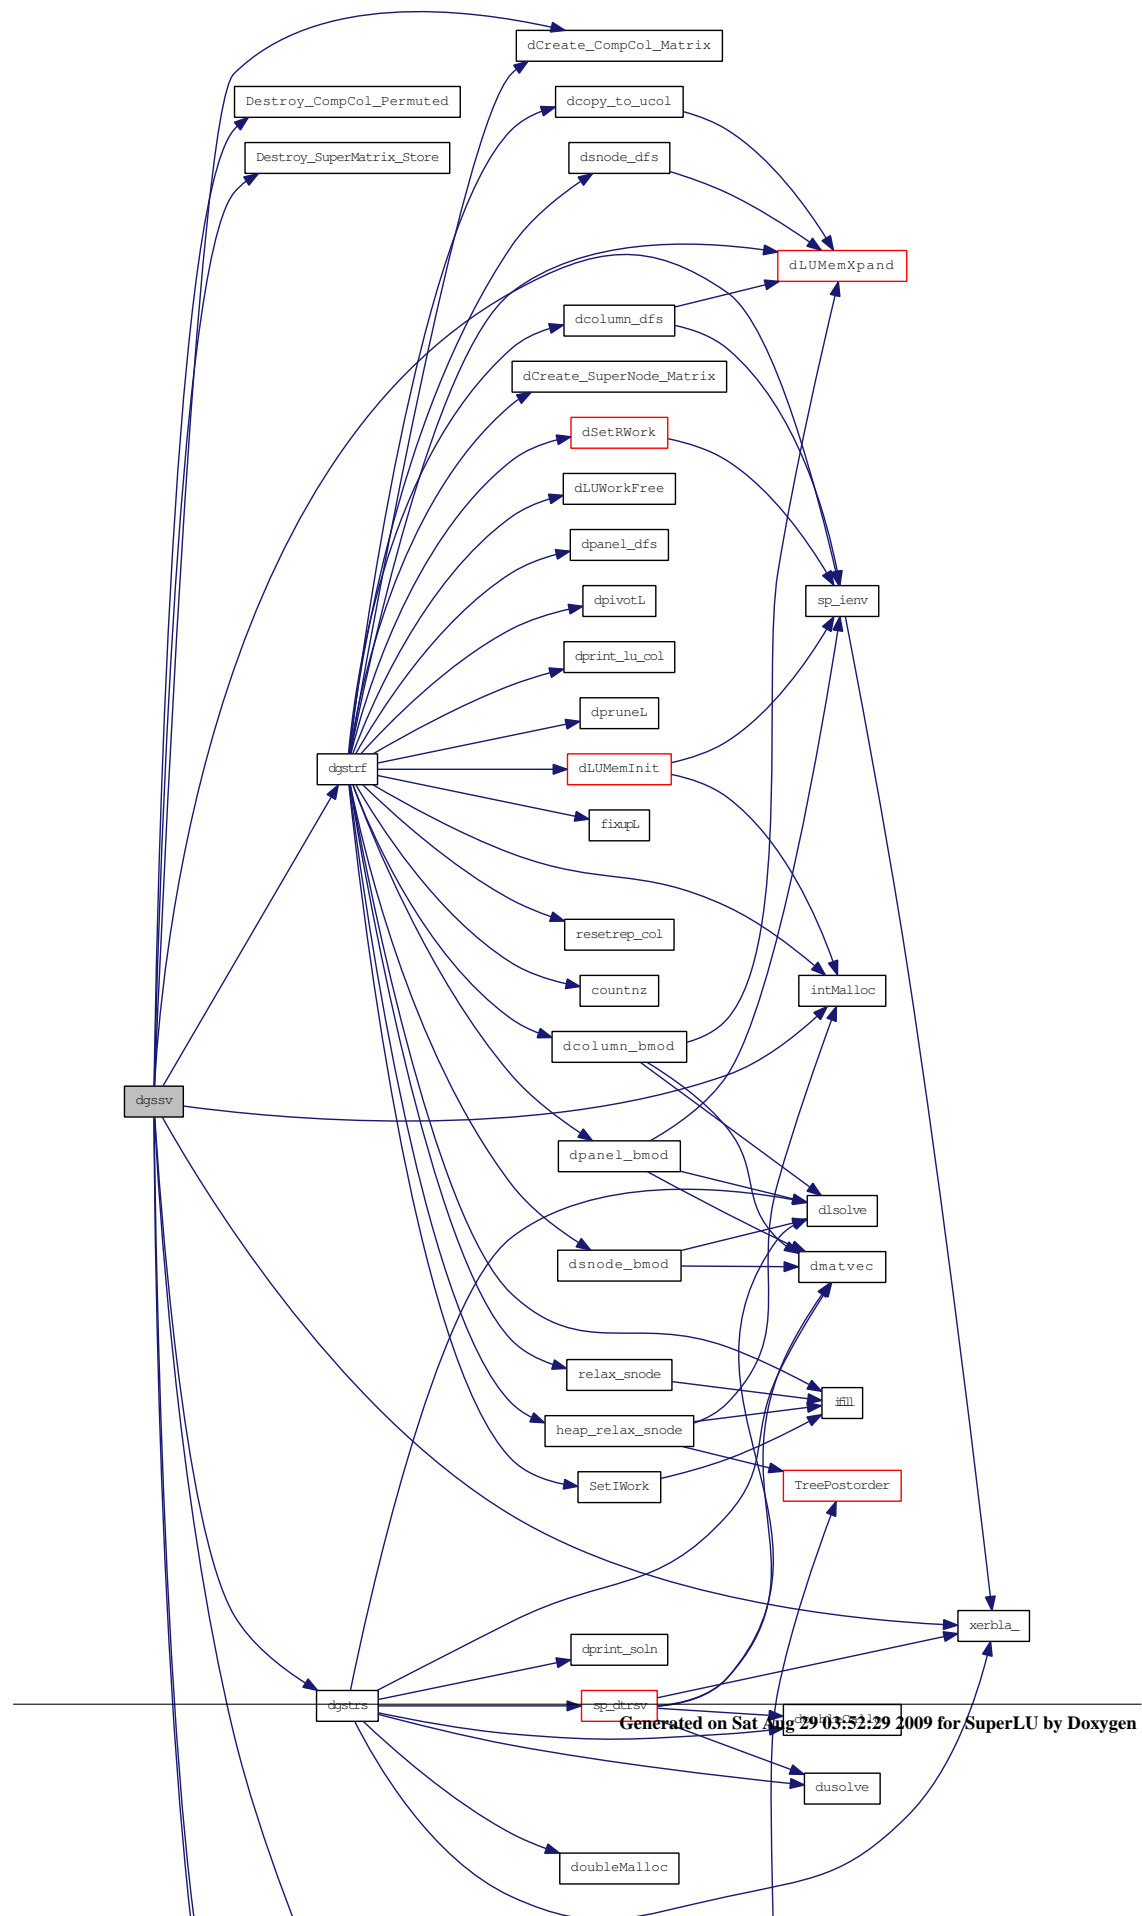 dCreate_CompCol_Matrix
Destroy_CompCol_Permuted
dcopy_to_ucol
Destroy_SuperMatrix_Store
dsnode_dfs
dLUMemXpand
dcolumn_dfs
dCreate_SuperNode_Matrix
dSetRWork
dLUWorkFree
dpanel_dfs
dpivotL
sp_ienv
dprint_lu_col
dpruneL
dgstrf
dLUMemInit
fixupL
resetrep_col
countnz
intMalloc
dcolumn_bmod
dgssv
dpanel_bmod
dlsolve
dsnode_bmod
dmatvec
relax_snode
ifill
heap_relax_snode
SetIWork
TreePostorder
xerbla_
dprint_soln
dgstrs
sp_dtrsv
Generated on Sat Aug 29 03:52:29 2009 for SuperLU by Doxygen
dusolve
doubleMalloc